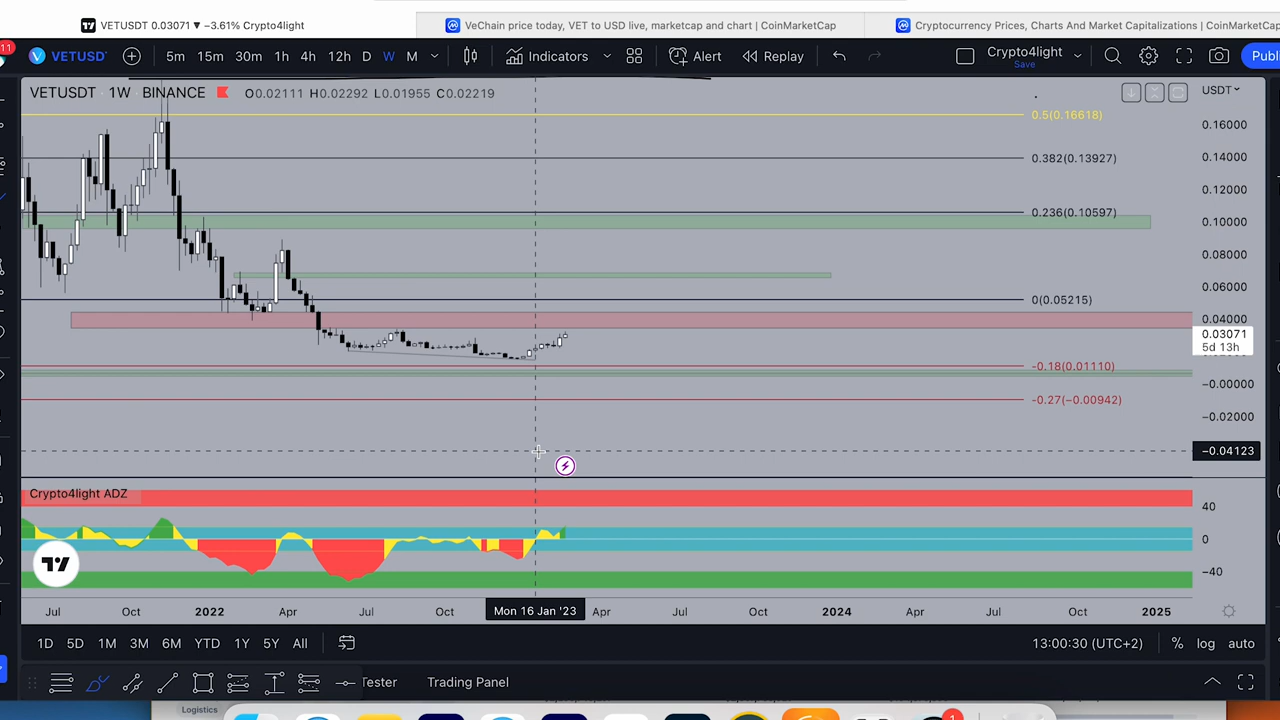 VETUSDT 0.03071 ▼ −3.61% Crypto4light
VeChain price today, VET to USD live, marketcap and chart | CoinMarketCap
Cryptocurrency Prices, Charts And Market Capitalizations | CoinMarketCap
11
VETUSD
5m 15m 30m 1h 4h 12h D W M
Indicators
Alert
Replay
Crypto4light
Save
Publ
VETUSDT · 1W · BINANCE O0.02111 H0.02292 L0.01955 C0.02219
USDT
0.5(0.16618)
0.382(0.13927)
0.236(0.10597)
0(0.05215)
-0.18(0.01110)
-0.27(−0.00942)
0.16000
0.14000
0.12000
0.10000
0.08000
0.06000
0.04000
0.03071
5d 13h
−0.00000
−0.02000
−0.04123
Crypto4light ADZ
40
0
−40
Jul Oct 2022 Apr Jul Oct Mon 16 Jan '23 Apr Jul Oct 2024 Apr Jul Oct 2025
1D 5D 1M 3M 6M YTD 1Y 5Y All
13:00:30 (UTC+2) % log auto
Tester Trading Panel
Logistics
1